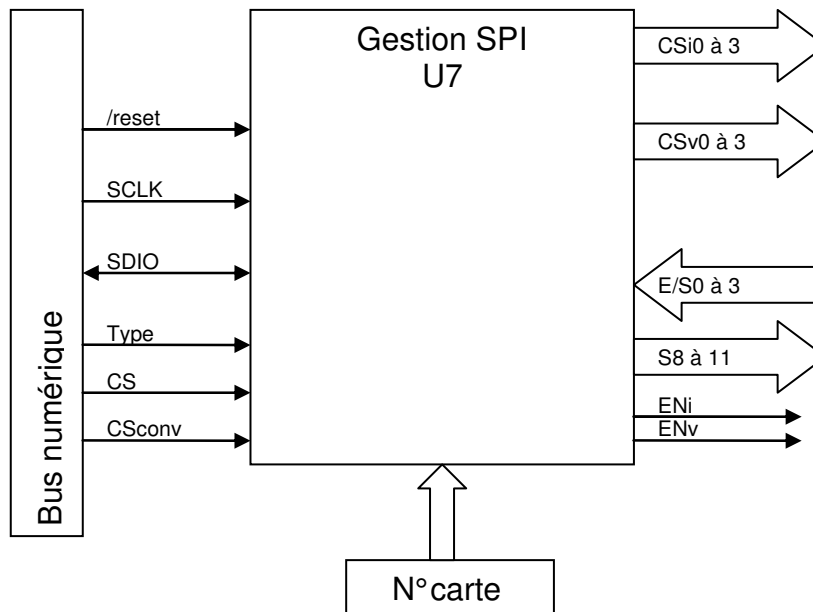 Gestion SPI
U7
CSi0 à 3
CSv0 à 3
/reset
SCLK
SDIO
E/S0 à 3
Type
S8 à 11
CS
ENi
CSconv
ENv
Bus numérique
N° carte